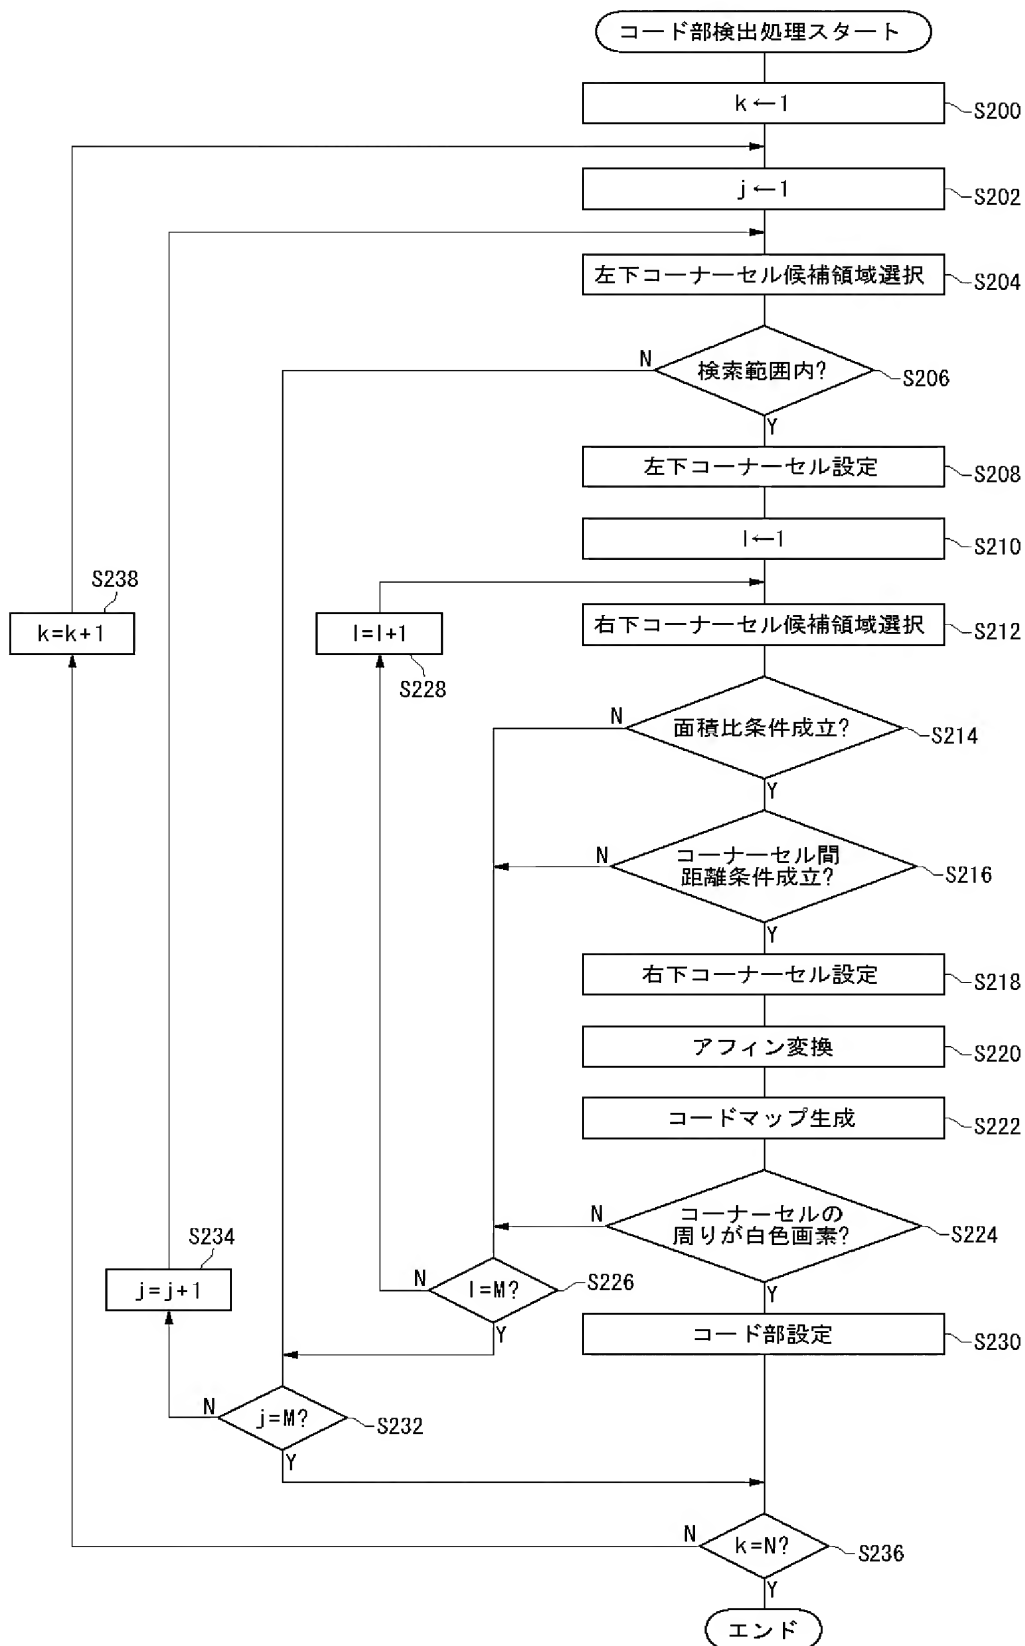 コード部検出処理スタート
k←1
S200
j←1
S202
左下コーナーセル候補領域選択
S204
検索範囲内?
N
S206
Y
左下コーナーセル設定
S208
l←1
S210
S238
k=k+1
l=l+1
S228
右下コーナーセル候補領域選択
S212
面積比条件成立?
N
S214
Y
コーナーセル間
距離条件成立?
N
S216
Y
右下コーナーセル設定
S218
アフィン変換
S220
コードマップ生成
S222
コーナーセルの
周りが白色画素?
N
S224
Y
S234
j=j+1
N
l=M?
S226
Y
コード部設定
S230
N
j=M?
S232
Y
N
k=N?
S236
Y
エンド